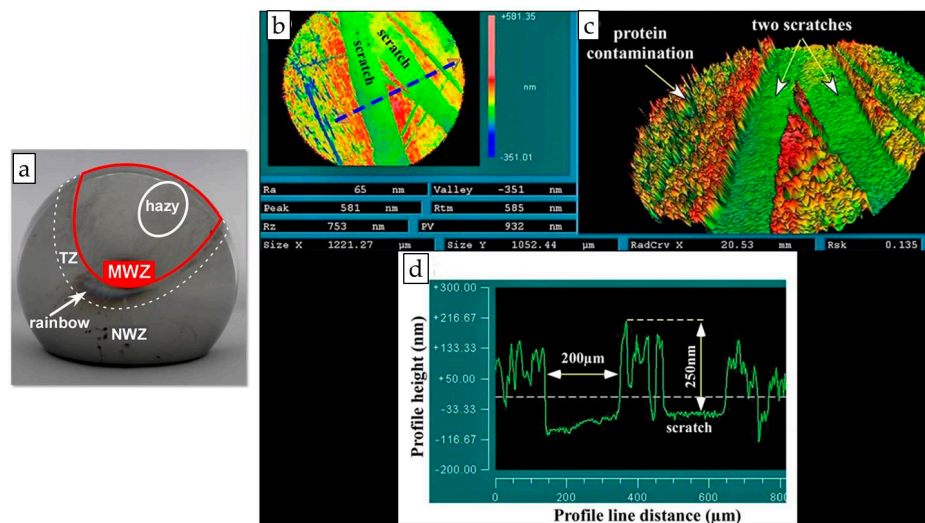 a
hazy
TZ
MWZ
rainbow
NWZ
b
scratch
scratch
+581.35
nm
-351.01
Ra 65 nm Valley -351 nm
Peak 581 nm Rtm 585 nm
Rz 753 nm PV 932 nm
Size X 1221.27 µm Size Y 1052.44 µm RadCrv X 20.53 mm Rsk 0.135
c
protein
contamination
two scratches
d
Profile height (nm)
+300.00
+216.67
+133.33
+50.00
-33.33
-116.67
-200.00
200µm
250nm
scratch
0 200 400 600 800
Profile line distance (µm)